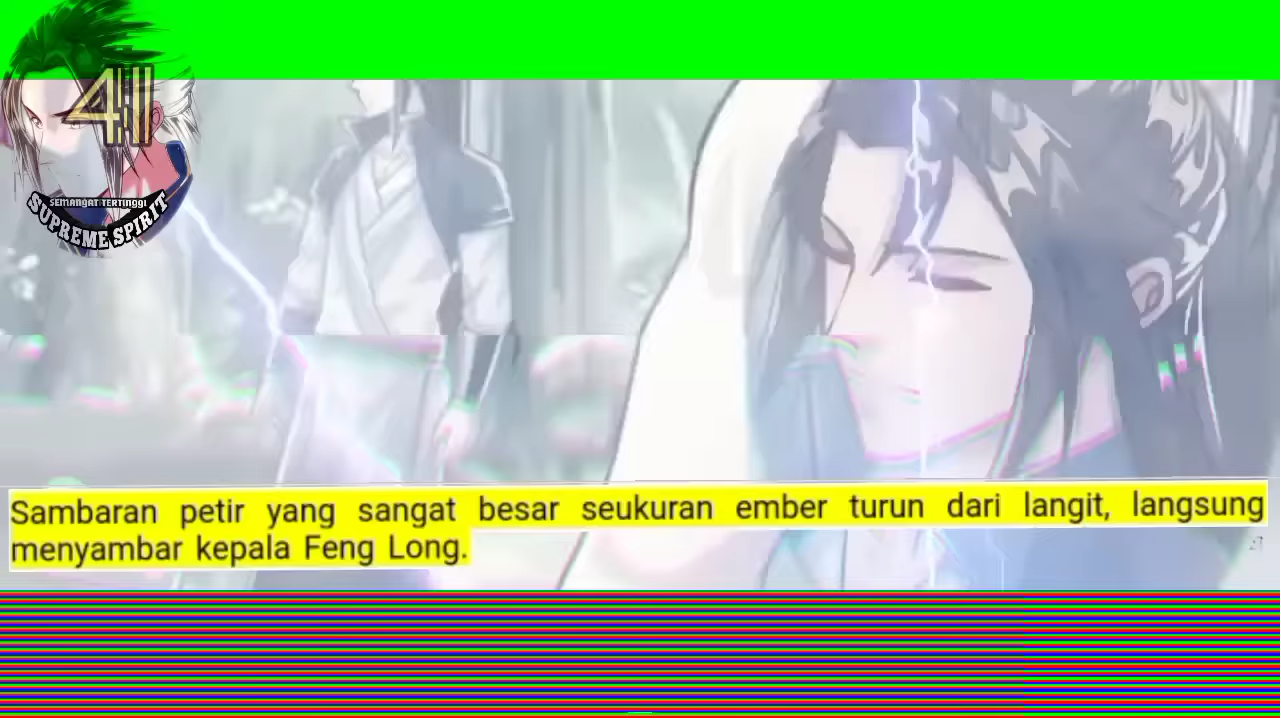 41
SEMANGAT TERTINGGI
SUPREME SPIRIT
Sambaran petir yang sangat besar seukuran ember turun dari langit, langsung
menyambar kepala Feng Long.